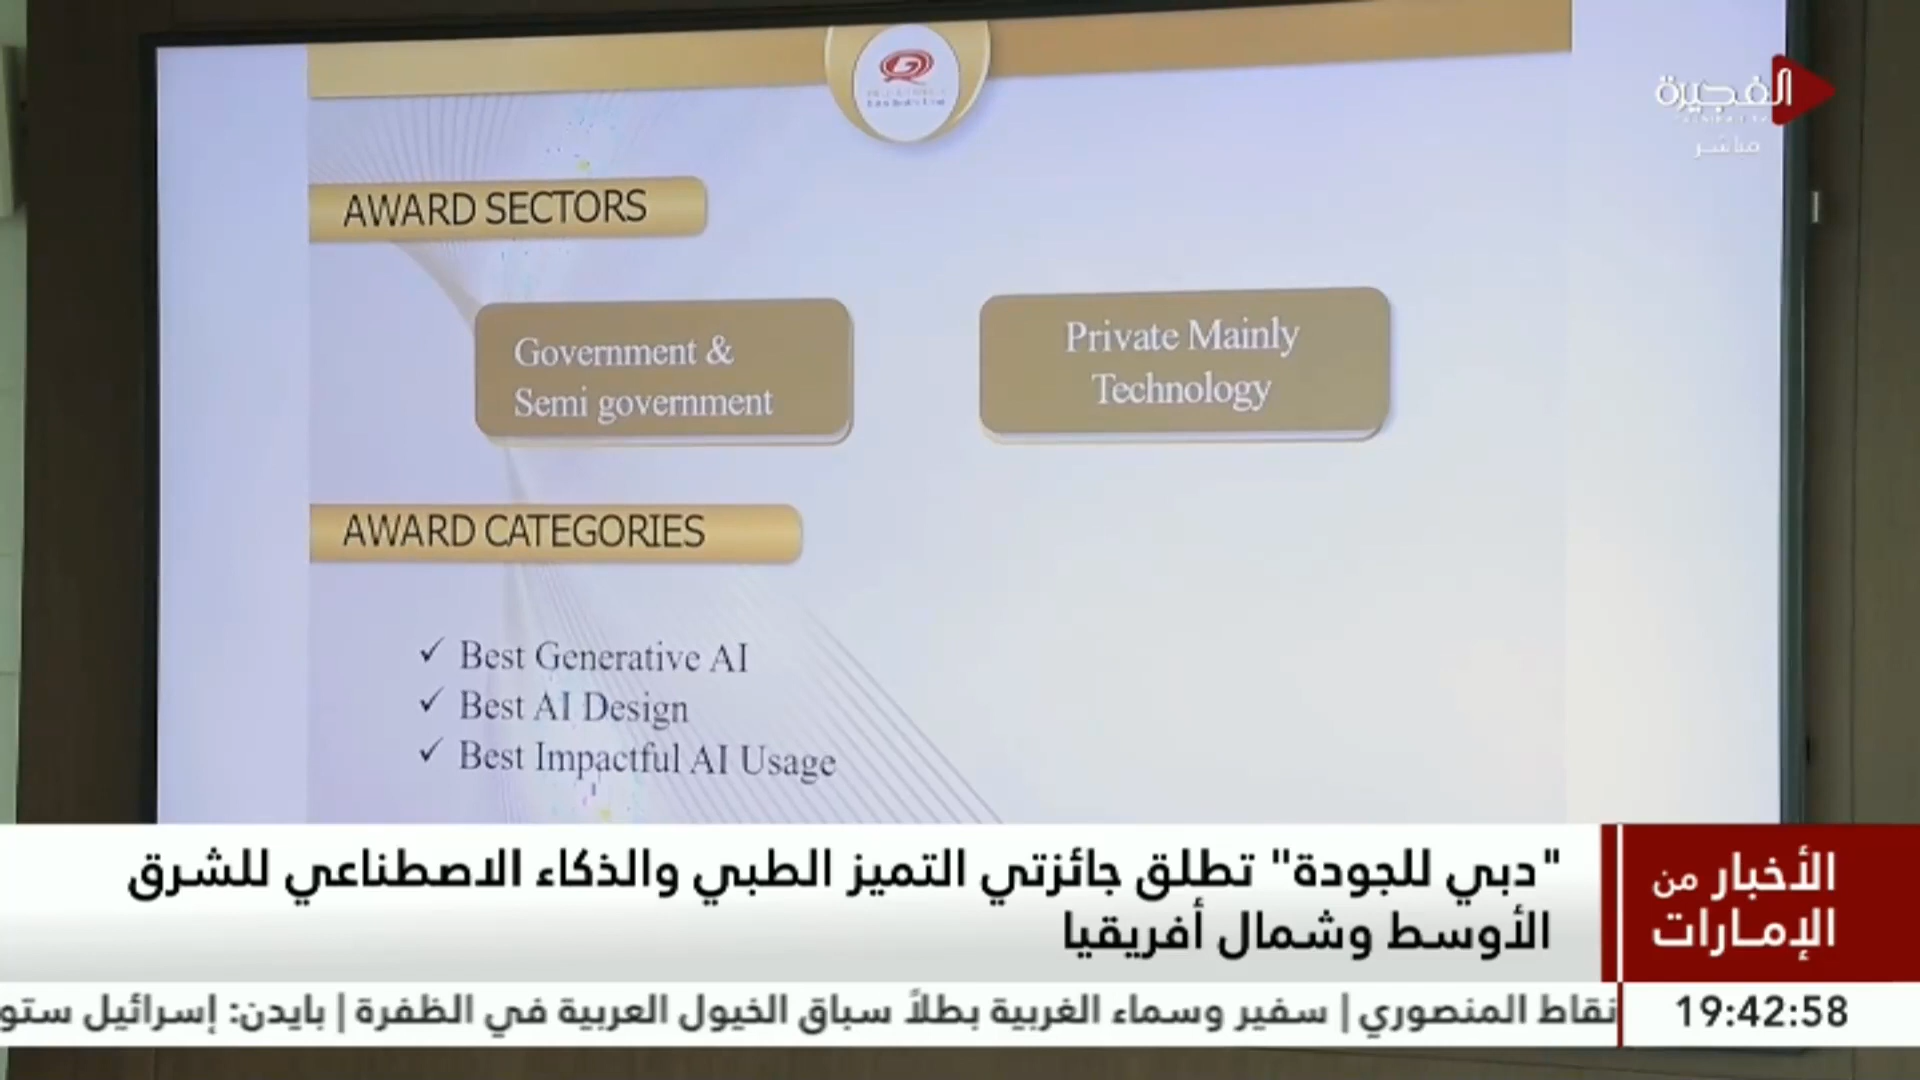 الفجيرة
مباشر
AWARD SECTORS
Government &
Semi government
Private Mainly
Technology
AWARD CATEGORIES
✓ Best Generative AI
✓ Best AI Design
✓ Best Impactful AI Usage
الأخبار من
الإمارات
"دبي للجودة" تطلق جائزتي التميز الطبي والذكاء الاصطناعي للشرق
الأوسط وشمال أفريقيا
نقاط المنصوري | سفير وسماء الغربية بطلاً سباق الخيول العربية في الظفرة | بايدن: إسرائيل ستو
19:42:58